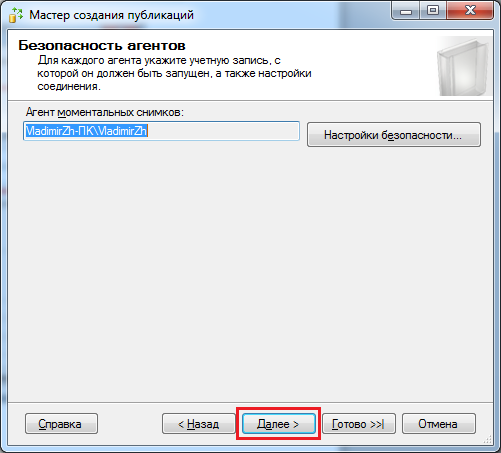 Мастер создания публикаций
Безопасность агентов
Для каждого агента укажите учетную запись, с
которой он должен быть запущен, а также настройки
соединения.
Агент моментальных снимков:
VladimirZh-ПК\VladimirZh
Настройки безопасности...
Справка
< Назад
Далее >
Готово >>|
Отмена